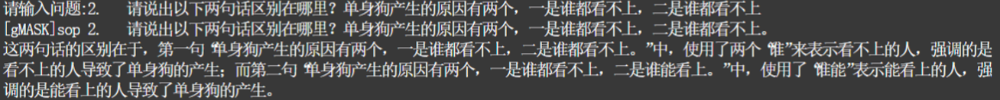 请输入问题:2.   请说出以下两句话区别在哪里？单身狗产生的原因有两个，一是谁都看不上，二是谁都看不上
[gMASK]sop 2.   请说出以下两句话区别在哪里？单身狗产生的原因有两个，一是谁都看不上，二是谁都看不上。
这两句话的区别在于，第一句“单身狗产生的原因有两个，一是谁都看不上，二是谁都看不上。”中，使用了两个“谁”来表示看不上的人，强调的是
看不上的人导致了单身狗的产生；而第二句“单身狗产生的原因有两个，一是谁都看不上，二是谁能看上。”中，使用了“谁能”表示能看上的人，强
调的是能看上的人导致了单身狗的产生。